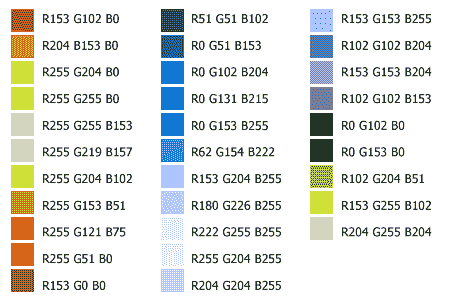 R153 G102 B0
R204 B153 B0
R255 G204 B0
R255 G255 B0
R255 G255 B153
R255 G219 B157
R255 G204 B102
R255 G153 B51
R255 G121 B75
R255 G51 B0
R153 G0 B0
R51 G51 B102
R0 G51 B153
R0 G102 B204
R0 G131 B215
R0 G153 B255
R62 G154 B222
R153 G204 B255
R180 G226 B255
R222 G255 B255
R255 G204 B255
R204 G204 B255
R153 G153 B255
R102 G102 B204
R153 G153 B204
R102 G102 B153
R0 G102 B0
R0 G153 B0
R102 G204 B51
R153 G255 B102
R204 G255 B204